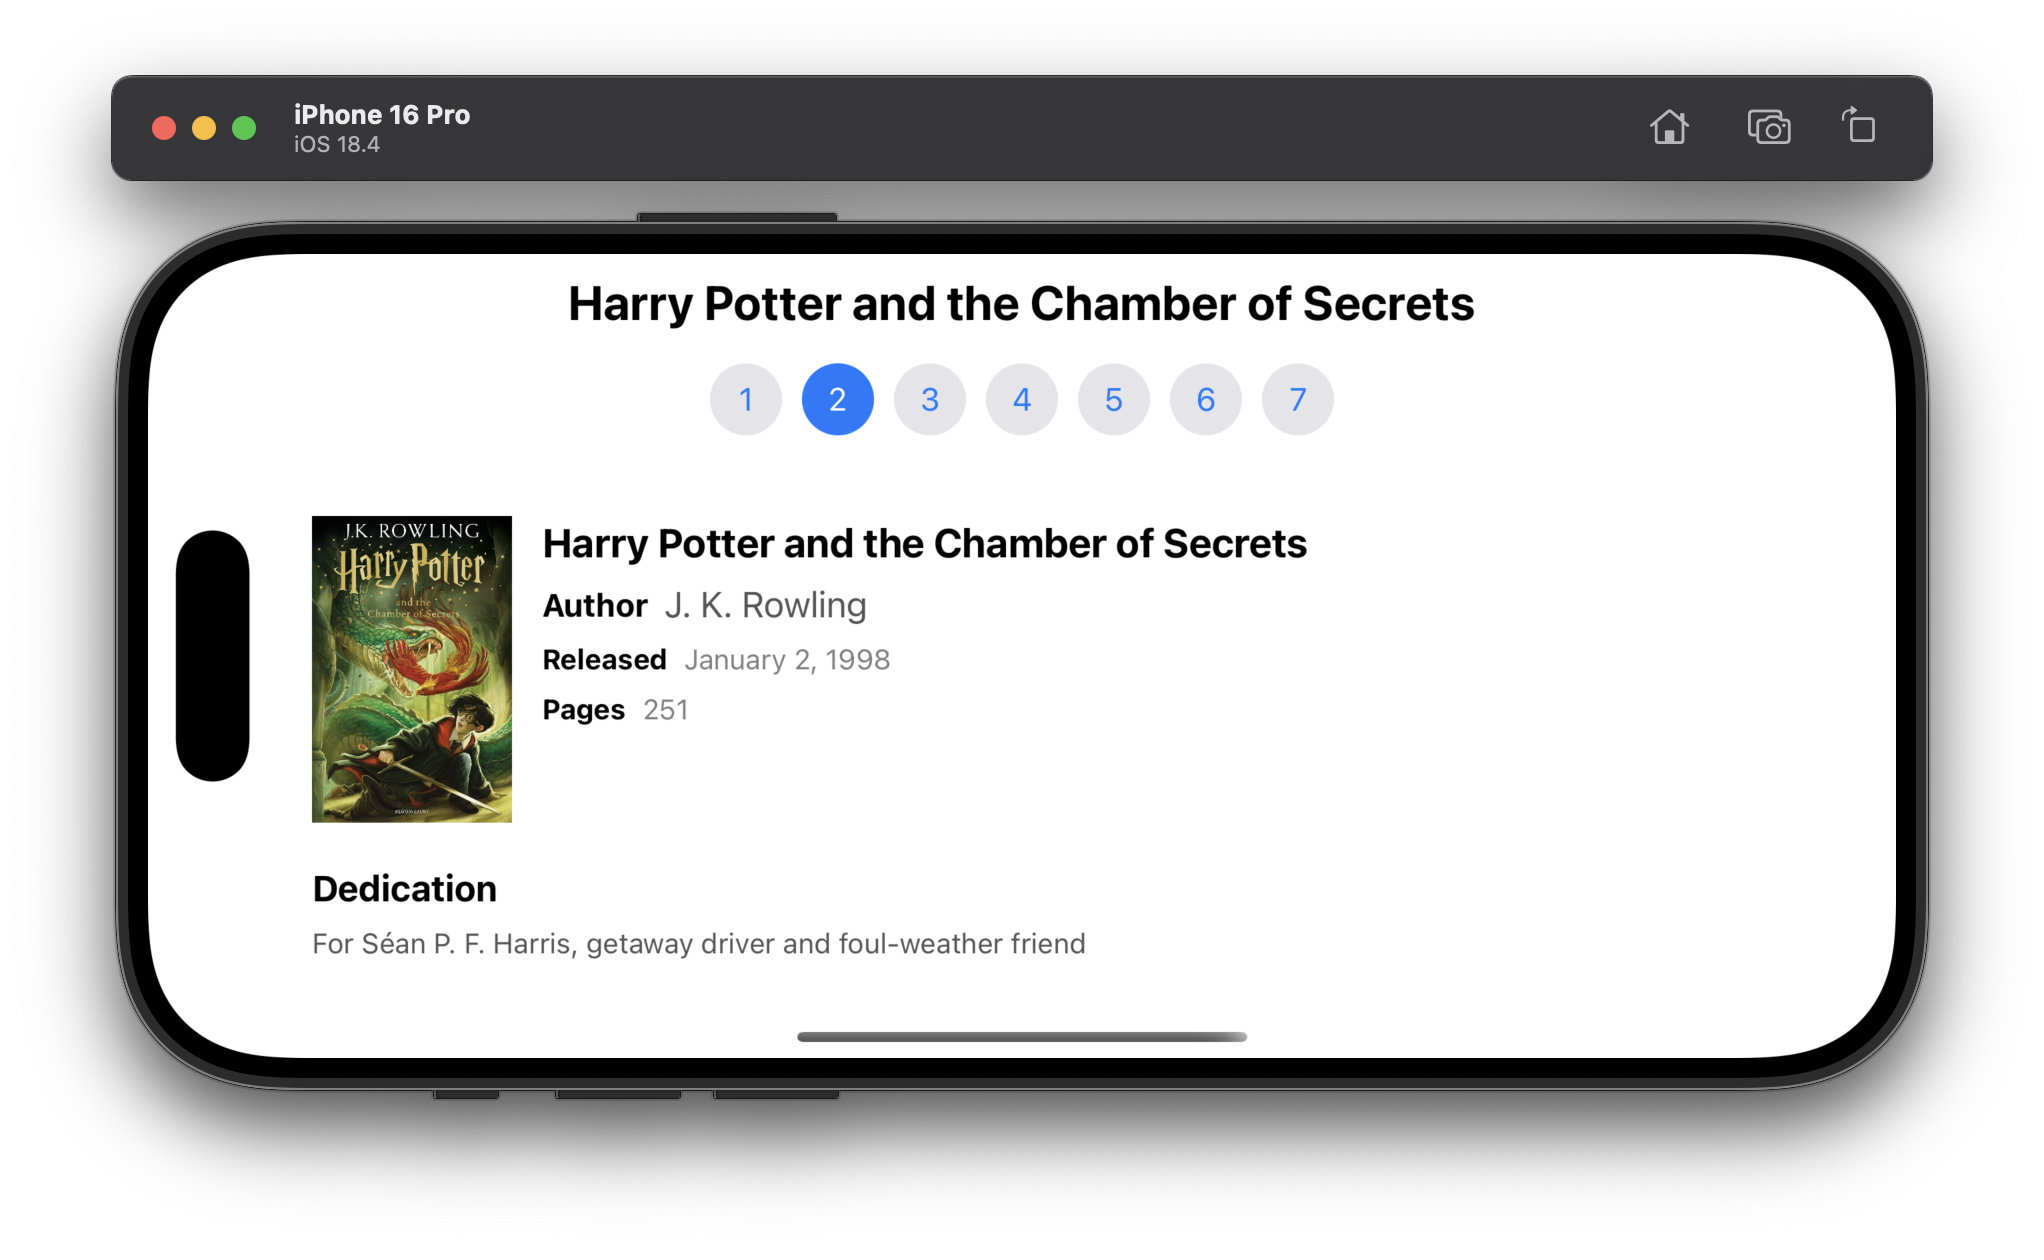 iPhone 16 Pro
iOS 18.4
Harry Potter and the Chamber of Secrets
1 2 3 4 5 6 7
J.K. ROWLING
Harry Potter
and the
Chamber of Secrets
Harry Potter and the Chamber of Secrets
Author J. K. Rowling
Released January 2, 1998
Pages 251
BLOOMSBURY
Dedication
For Séan P. F. Harris, getaway driver and foul-weather friend